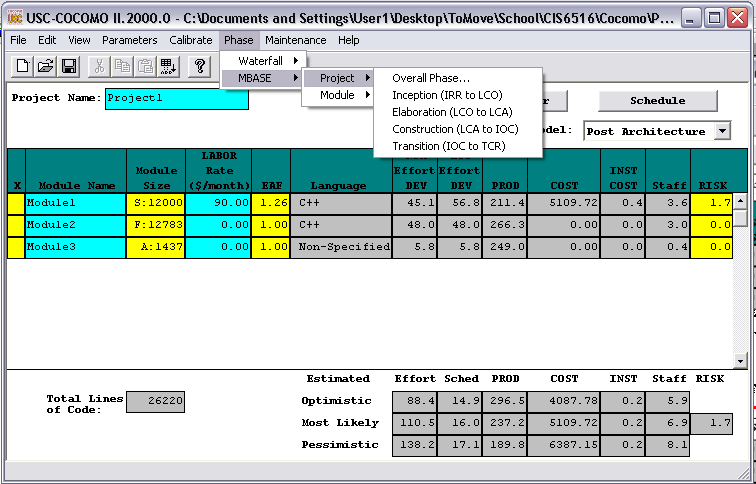 USC-COCOMO II.2000.0 - C:\Documents and Settings\User1\Desktop\ToMove\School\CIS6516\Cocomo\P...
File Edit View Parameters Calibrate Phase Maintenance Help
Waterfall
MBASE
Project
Module
Overall Phase...
Inception (IRR to LCO)
Elaboration (LCO to LCA)
Construction (LCA to IOC)
Transition (IOC to TCR)
Project Name: Project1
Schedule
Post Architecture
X Module Name Module Size LABOR Rate ($/month) EAF Language Effort DEV Effort DEV PROD COST INST COST Staff RISK
Module1 S:12000 90.00 1.26 C++ 45.1 56.8 211.4 5109.72 0.4 3.6 1.7
Module2 F:12783 0.00 1.00 C++ 48.0 48.0 266.3 0.00 0.0 3.0 0.0
Module3 A:1437 0.00 1.00 Non-Specified 5.8 5.8 249.0 0.00 0.0 0.4 0.0
Total Lines of Code: 26220
Estimated Effort Sched PROD COST INST Staff RISK
Optimistic 88.4 14.9 296.5 4087.78 0.2 5.9
Most Likely 110.5 16.0 237.2 5109.72 0.2 6.9 1.7
Pessimistic 138.2 17.1 189.8 6387.15 0.2 8.1